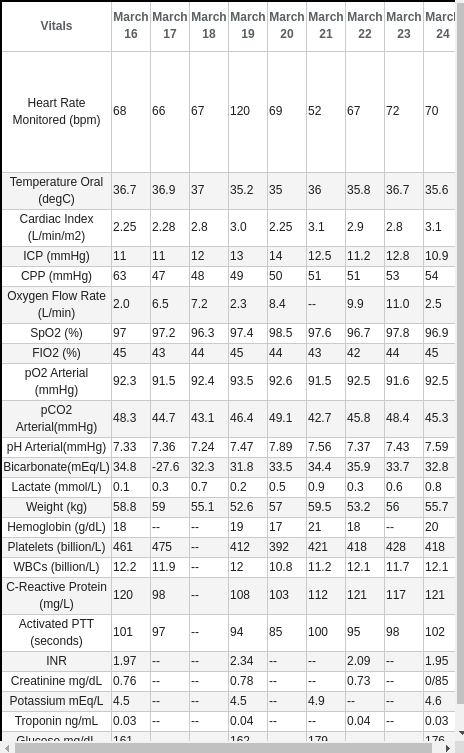 Vitals March 16 March 17 March 18 March 19 March 20 March 21 March 22 March 23 March 24
Heart Rate Monitored (bpm) 68 66 67 120 69 52 67 72 70
Temperature Oral (degC) 36.7 36.9 37 35.2 35 36 35.8 36.7 35.6
Cardiac Index (L/min/m2) 2.25 2.28 2.8 3.0 2.25 3.1 2.9 2.8 3.1
ICP (mmHg) 11 11 12 13 14 12.5 11.2 12.8 10.9
CPP (mmHg) 63 47 48 49 50 51 51 53 54
Oxygen Flow Rate (L/min) 2.0 6.5 7.2 2.3 8.4 -- 9.9 11.0 2.5
SpO2 (%) 97 97.2 96.3 97.4 98.5 97.6 96.7 97.8 96.9
FIO2 (%) 45 43 44 45 44 43 42 44 45
pO2 Arterial (mmHg) 92.3 91.5 92.4 93.5 92.6 91.5 92.5 91.6 92.5
pCO2 Arterial(mmHg) 48.3 44.7 43.1 46.4 49.1 42.7 45.8 48.4 45.3
pH Arterial(mmHg) 7.33 7.36 7.24 7.47 7.89 7.56 7.37 7.43 7.59
Bicarbonate(mEq/L) 34.8 -27.6 32.3 31.8 33.5 34.4 35.9 33.7 32.8
Lactate (mmol/L) 0.1 0.3 0.7 0.2 0.5 0.9 0.3 0.6 0.8
Weight (kg) 58.8 59 55.1 52.6 57 59.5 53.2 56 55.7
Hemoglobin (g/dL) 18 -- -- 19 17 21 18 -- 20
Platelets (billion/L) 461 475 -- 412 392 421 418 428 418
WBCs (billion/L) 12.2 11.9 -- 12 10.8 11.2 12.1 11.7 12.1
C-Reactive Protein (mg/L) 120 98 -- 108 103 112 121 117 121
Activated PTT (seconds) 101 97 -- 94 85 100 95 98 102
INR 1.97 -- -- 2.34 -- -- 2.09 -- 1.95
Creatinine mg/dL 0.76 -- -- 0.78 -- -- 0.73 -- 0/85
Potassium mEq/L 4.5 -- -- 4.5 -- 4.9 -- -- 4.6
Troponin ng/mL 0.03 -- -- 0.04 -- -- 0.04 -- 0.03
Glucose mg/dL 161 -- -- 162 -- 179 -- -- 176